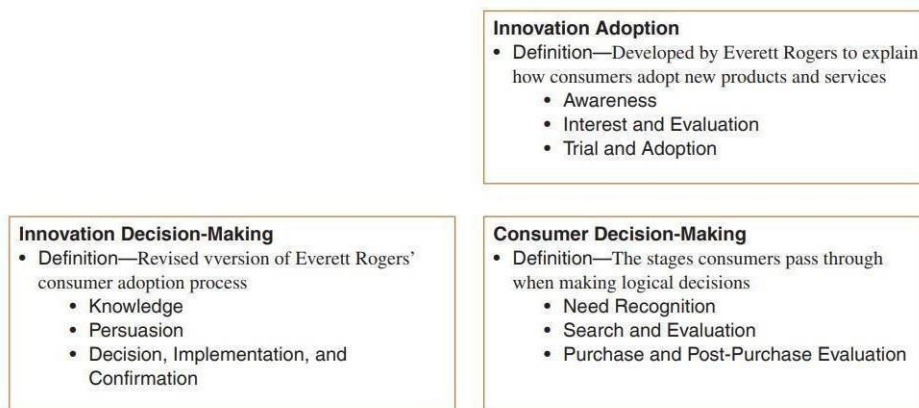 Innovation Adoption
• Definition—Developed by Everett Rogers to explain
how consumers adopt new products and services
• Awareness
• Interest and Evaluation
• Trial and Adoption
Innovation Decision-Making
• Definition—Revised vversion of Everett Rogers’
consumer adoption process
• Knowledge
• Persuasion
• Decision, Implementation, and
Confirmation
Consumer Decision-Making
• Definition—The stages consumers pass through
when making logical decisions
• Need Recognition
• Search and Evaluation
• Purchase and Post-Purchase Evaluation